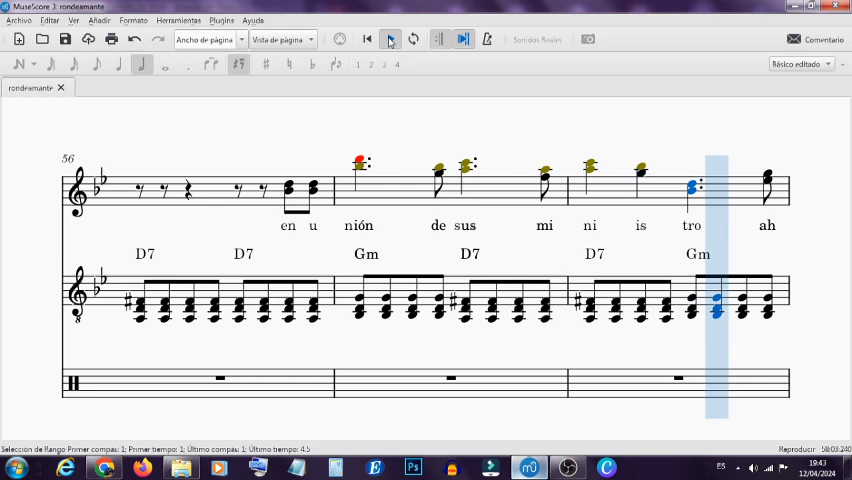 MuseScore 3: rondeamante
Archivo Editar Ver Añadir Formato Herramientas Plugins Ayuda
Ancho de página Vista de página Sonidos Reales Comentario
1 2 3 4 Básico editado
rondeamante
56
en u nión de sus mi ni is tro ah
D7 D7 Gm D7 D7 Gm
8
Selección de Rango Primer compás: 1; Primer tiempo: 1; Último compás: 1; Último tiempo: 4.5 Reproducir 58:03:240
ES 19:43
12/04/2024